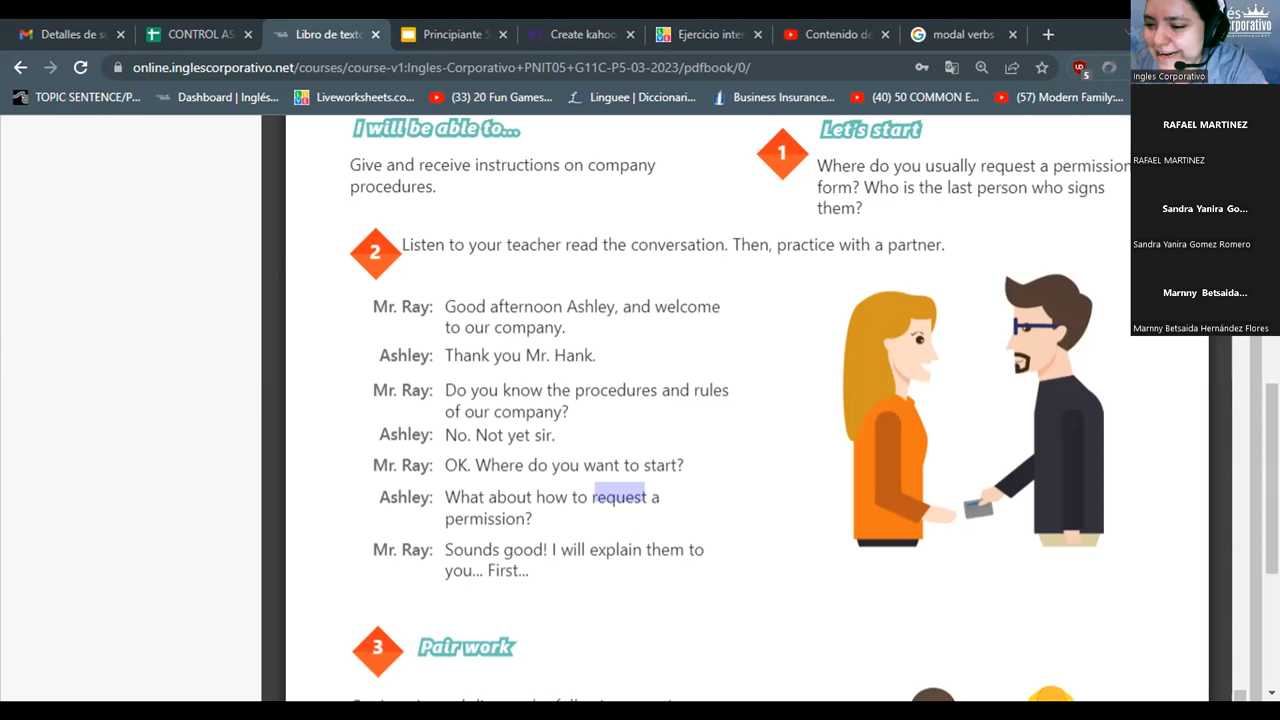 Detalles de su
CONTROL AS
Libro de texto
Principiante 5
Create kahoo
Ejercicio inter
Contenido de
modal verbs
és
Corporativo
online.inglescorporativo.net/courses/course-v1:Ingles-Corporativo+PNIT05+G11C-P5-03-2023/pdfbook/0/
5
Ingles Corporativo
TOPIC SENTENCE/P...
Dashboard | Inglés...
Liveworksheets.co...
(33) 20 Fun Games...
Linguee | Diccionari...
Business Insurance...
(40) 50 COMMON E...
(57) Modern Family:...
I will be able to...
Give and receive instructions on company
procedures.
1
Let's start
Where do you usually request a permission
form? Who is the last person who signs
them?
2
Listen to your teacher read the conversation. Then, practice with a partner.
Mr. Ray: Good afternoon Ashley, and welcome
to our company.
Ashley: Thank you Mr. Hank.
Mr. Ray: Do you know the procedures and rules
of our company?
Ashley: No. Not yet sir.
Mr. Ray: OK. Where do you want to start?
Ashley: What about how to request a
permission?
Mr. Ray: Sounds good! I will explain them to
you... First...
3
Pair work
RAFAEL MARTINEZ
RAFAEL MARTINEZ
Sandra Yanira Go...
Sandra Yanira Gomez Romero
Marnny Betsaida...
Marnny Betsaida Hernández Flores